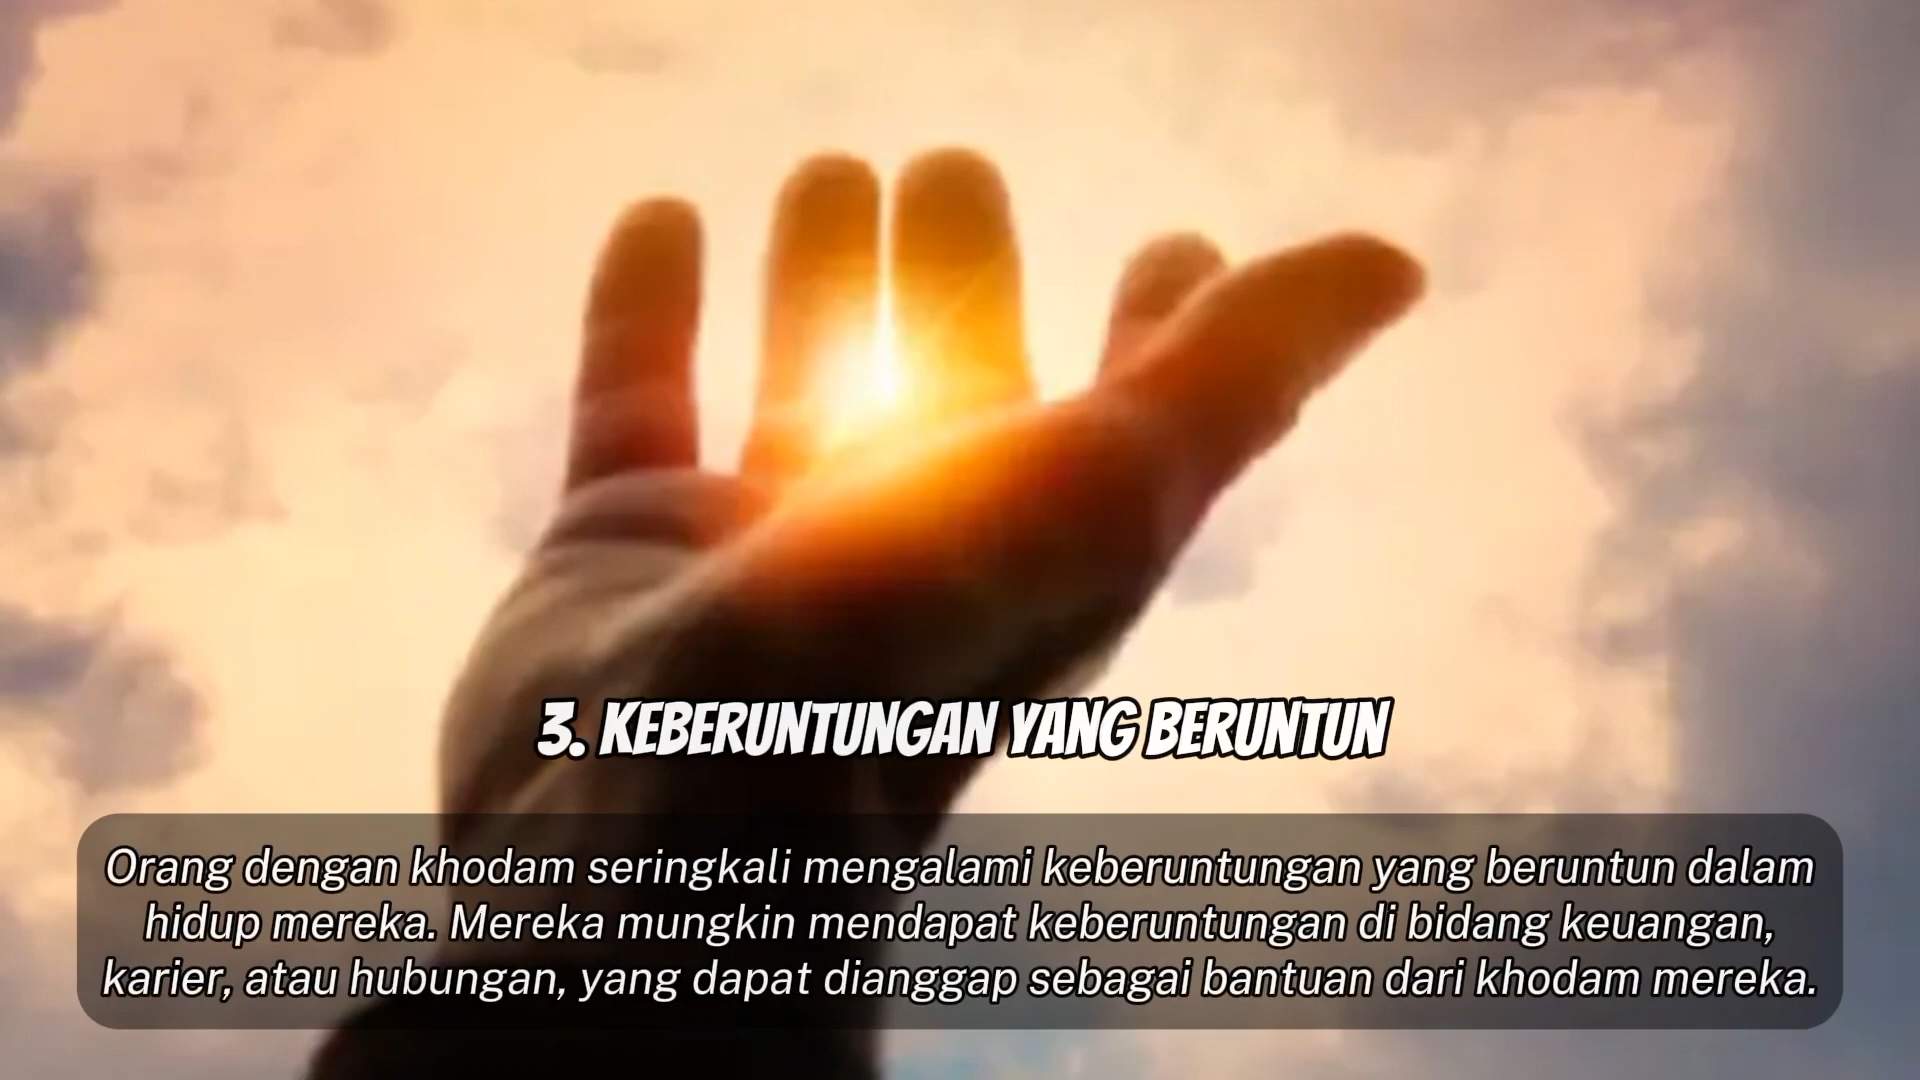 3. KEBERUNTUNGAN YANG BERUNTUN
Orang dengan khodam seringkali mengalami keberuntungan yang beruntun dalam
hidup mereka. Mereka mungkin mendapat keberuntungan di bidang keuangan,
karier, atau hubungan, yang dapat dianggap sebagai bantuan dari khodam mereka.